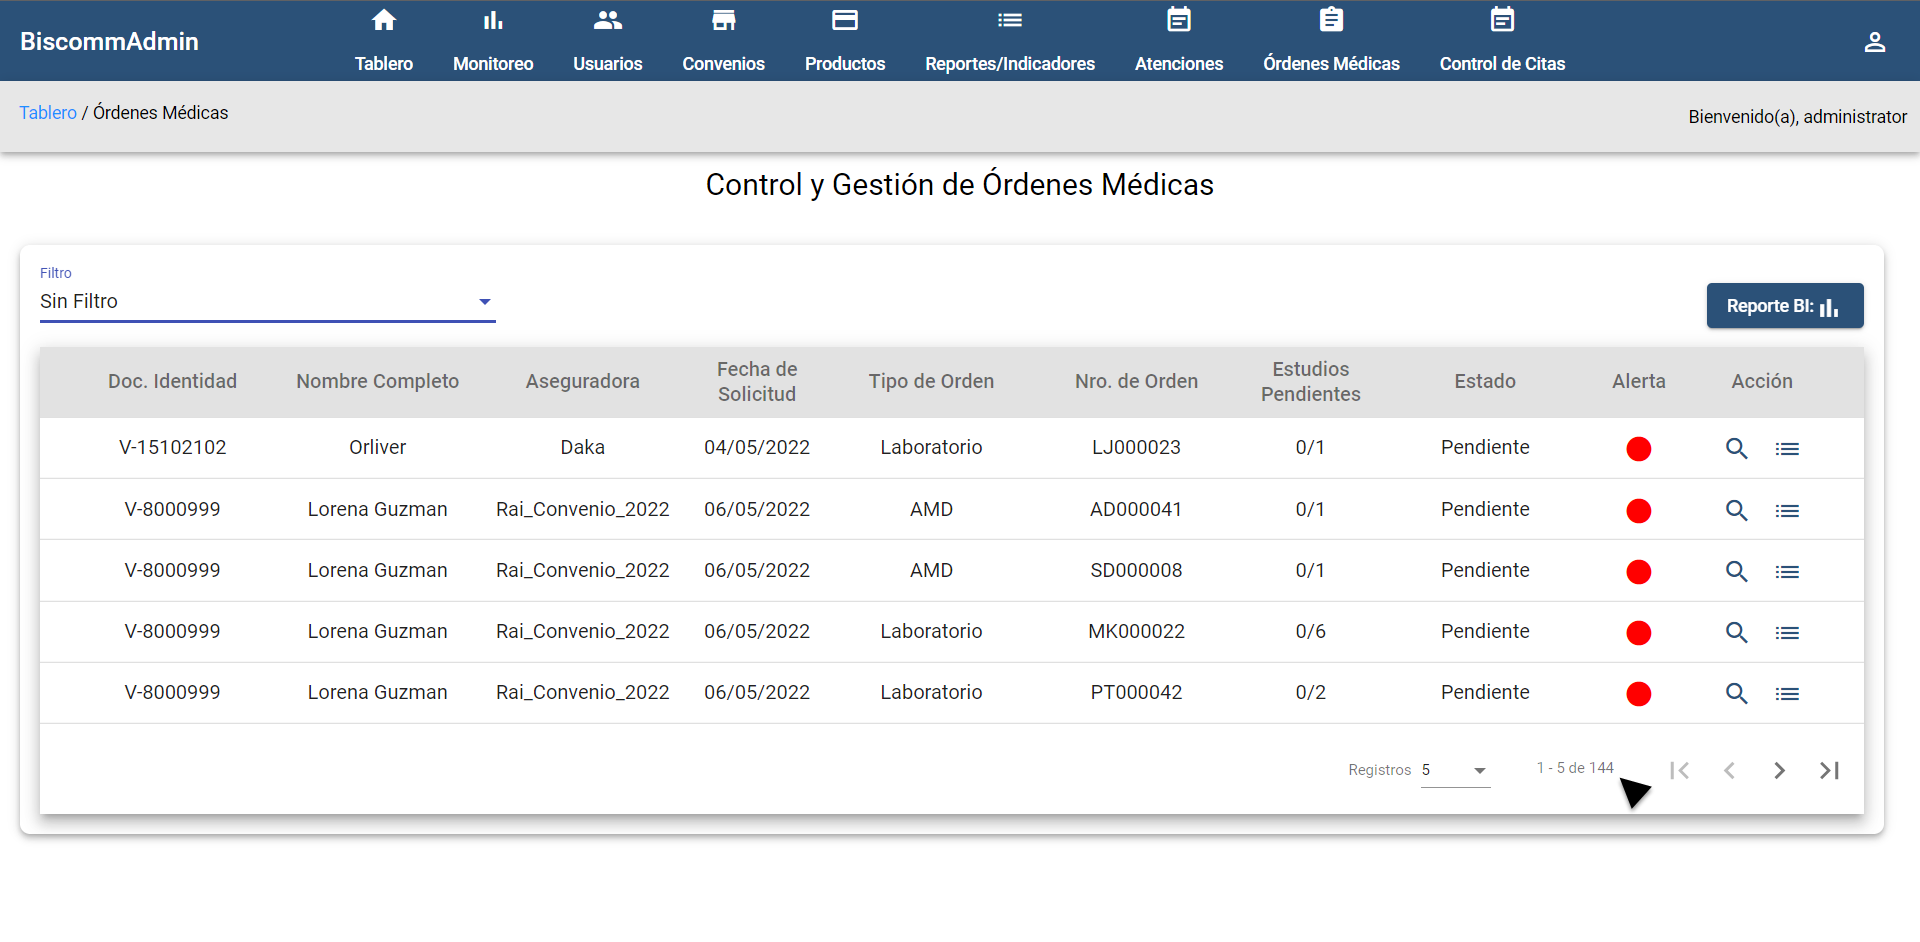 BiscommAdmin
Tablero
Monitoreo
Usuarios
Convenios
Productos
Reportes/Indicadores
Atenciones
Órdenes Médicas
Control de Citas
Tablero / Órdenes Médicas
Bienvenido(a), administrator
Control y Gestión de Órdenes Médicas
Filtro
Sin Filtro
Reporte BI:
Doc. Identidad Nombre Completo Aseguradora Fecha de Solicitud Tipo de Orden Nro. de Orden Estudios Pendientes Estado Alerta Acción
V-15102102 Orliver Daka 04/05/2022 Laboratorio LJ000023 0/1 Pendiente
V-8000999 Lorena Guzman Rai_Convenio_2022 06/05/2022 AMD AD000041 0/1 Pendiente
V-8000999 Lorena Guzman Rai_Convenio_2022 06/05/2022 AMD SD000008 0/1 Pendiente
V-8000999 Lorena Guzman Rai_Convenio_2022 06/05/2022 Laboratorio MK000022 0/6 Pendiente
V-8000999 Lorena Guzman Rai_Convenio_2022 06/05/2022 Laboratorio PT000042 0/2 Pendiente
Registros 5 1 - 5 de 144